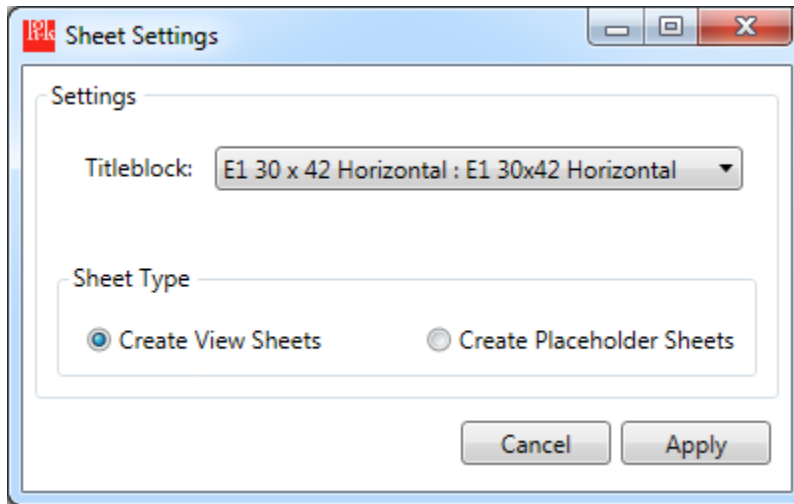 Sheet Settings
Settings
Titleblock: E1 30 x 42 Horizontal : E1 30x42 Horizontal
Sheet Type
Create View Sheets Create Placeholder Sheets
Cancel Apply